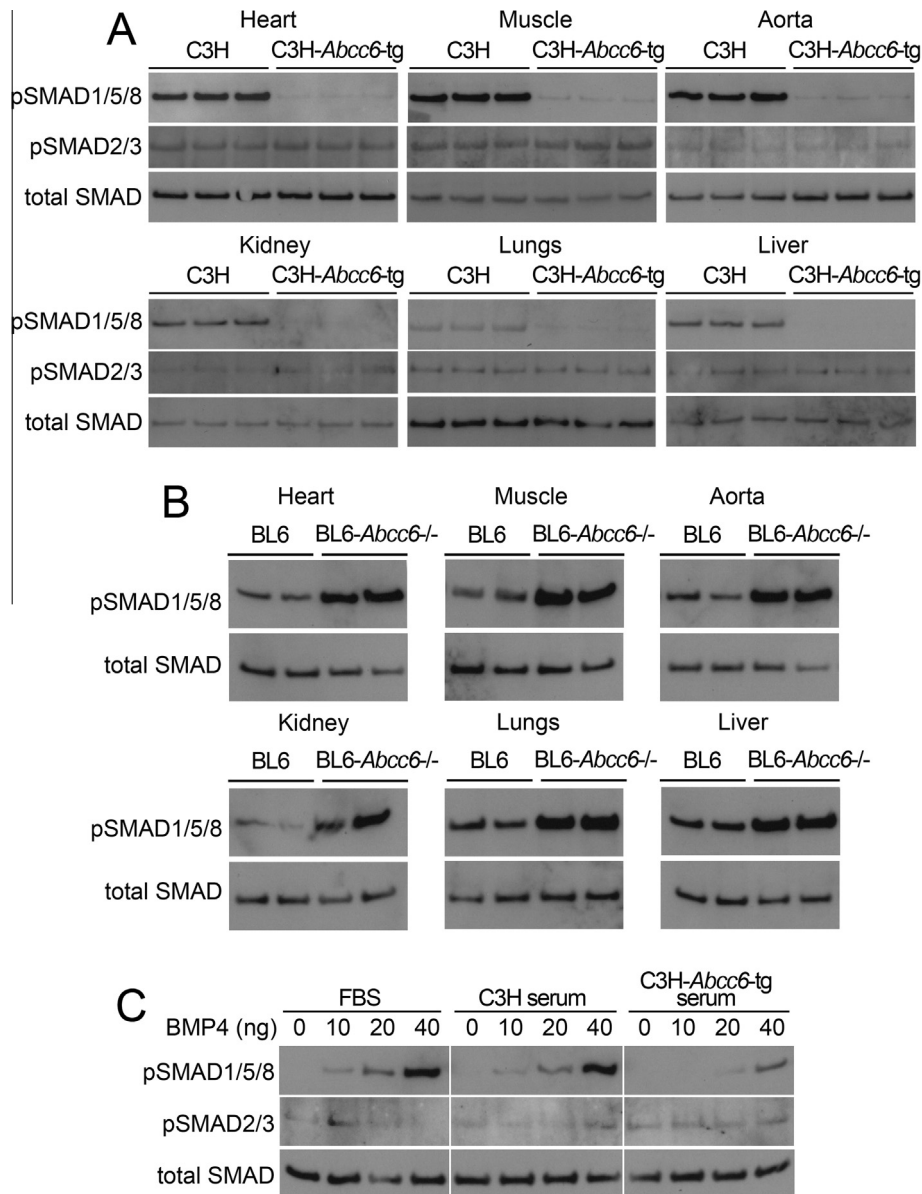 A
Heart Muscle Aorta
C3H C3H-Abcc6-tg C3H C3H-Abcc6-tg C3H C3H-Abcc6-tg
pSMAD1/5/8
pSMAD2/3
total SMAD
Kidney Lungs Liver
C3H C3H-Abcc6-tg C3H C3H-Abcc6-tg C3H C3H-Abcc6-tg
pSMAD1/5/8
pSMAD2/3
total SMAD
B
Heart Muscle Aorta
BL6 BL6-Abcc6-/- BL6 BL6-Abcc6-/- BL6 BL6-Abcc6-/-
pSMAD1/5/8
total SMAD
Kidney Lungs Liver
BL6 BL6-Abcc6-/- BL6 BL6-Abcc6-/- BL6 BL6-Abcc6-/-
pSMAD1/5/8
total SMAD
C
FBS C3H serum C3H-Abcc6-tg serum
BMP4 (ng) 0 10 20 40 0 10 20 40 0 10 20 40
pSMAD1/5/8
pSMAD2/3
total SMAD